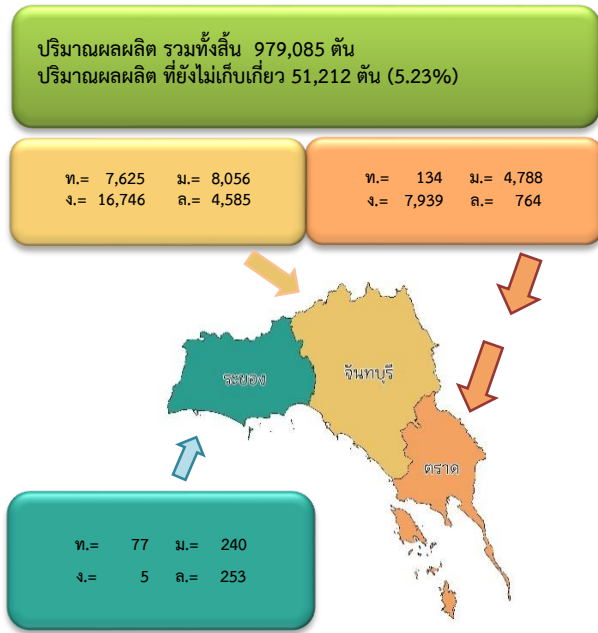 ปริมาณผลผลิต รวมทั้งสิ้น 979,085 ตัน
ปริมาณผลผลิต ที่ยังไม่เก็บเกี่ยว 51,212 ตัน (5.23%)
ท.= 7,625 ม.= 8,056
ง.= 16,746 ล.= 4,585
ท.= 134 ม.= 4,788
ง.= 7,939 ล.= 764
ระยอง
จันทบุรี
ตราด
ท.= 77 ม.= 240
ง.= 5 ล.= 253